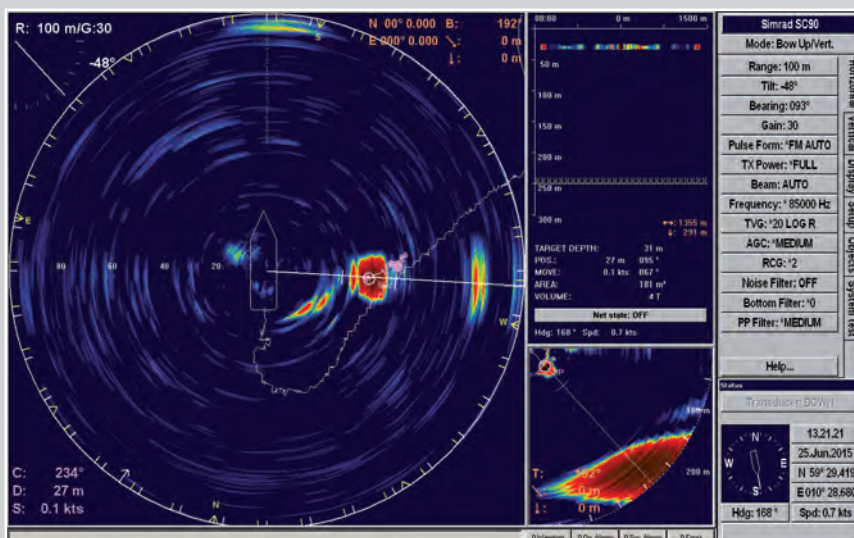 R: 100 m/G:30
-48°
N 00° 0.000 B: 192°
E 000° 0.000 ↘: 0 m
↓: 0 m
S
E
W
N
80 60 40 20
C: 234°
D: 27 m
S: 0.1 kts
00:00 0 m 1500 m
50 m
100 m
150 m
200 m
250 m
300 m
↔: 1355 m
↓: 291 m
TARGET DEPTH: 31 m
POS.: 27 m 095 °
MOVE: 0.1 kts 067 °
AREA: 181 m²
VOLUME: 4 T
Net state: OFF
Hdg: 168 ° Spd: 0.7 kts
100 m
200 m
T: 192°
↘: 0 m
↓: 0 m
Simrad SC90
Mode: Bow Up/Vert.
Range: 100 m
Tilt: -48°
Bearing: 093°
Gain: 30
Pulse Form: *FM AUTO
TX Power: *FULL
Beam: AUTO
Frequency: * 85000 Hz
TVG: *20 LOG R
AGC: *MEDIUM
RCG: *2
Noise Filter: OFF
Bottom Filter: *0
PP Filter: *MEDIUM
Help...
Horizontal
Vertical
Display
Setup
Objects
System test
Status
Transducer: DOWN
N
W E
S
13.21.21
25.Jun.2015
N 59° 29,419
E 010° 28,680
Hdg: 168 ° Spd: 0,7 kts